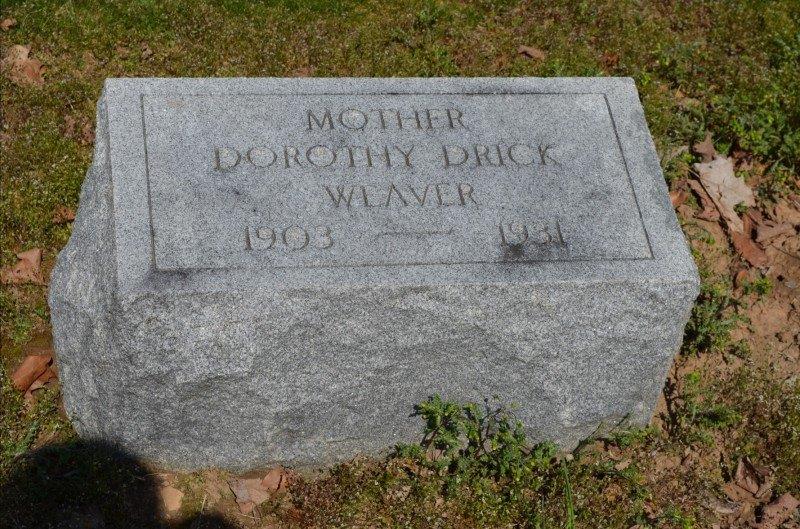 MOTHER
DOROTHY DRICK
WEAVER
1903 — 1931